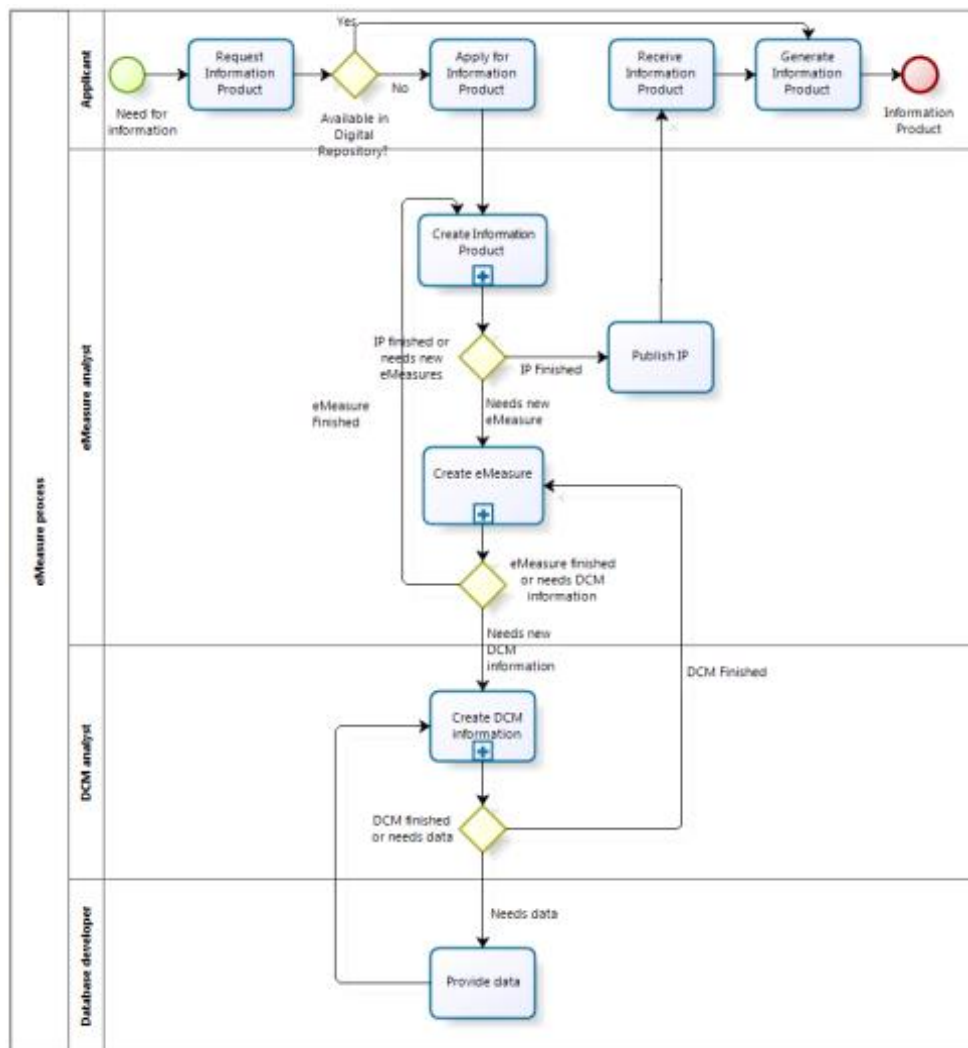 eMeasure process
Applicant
Need for
information
Request
Information
Product
Yes
No
Available in
Digital
Repository?
Apply for
Information
Product
Receive
Information
Product
Generate
Information
Product
Information
Product
eMeasure analyst
Create Information
Product
IP finished or
needs new
eMeasures
IP Finished
Publish IP
eMeasure
Finished
Needs new
eMeasure
Create eMeasure
eMeasure finished
or needs DCM
information
Needs new
DCM
information
DCM Finished
DCM analyst
Create DCM
information
DCM finished
or needs data
Database developer
Needs data
Provide data